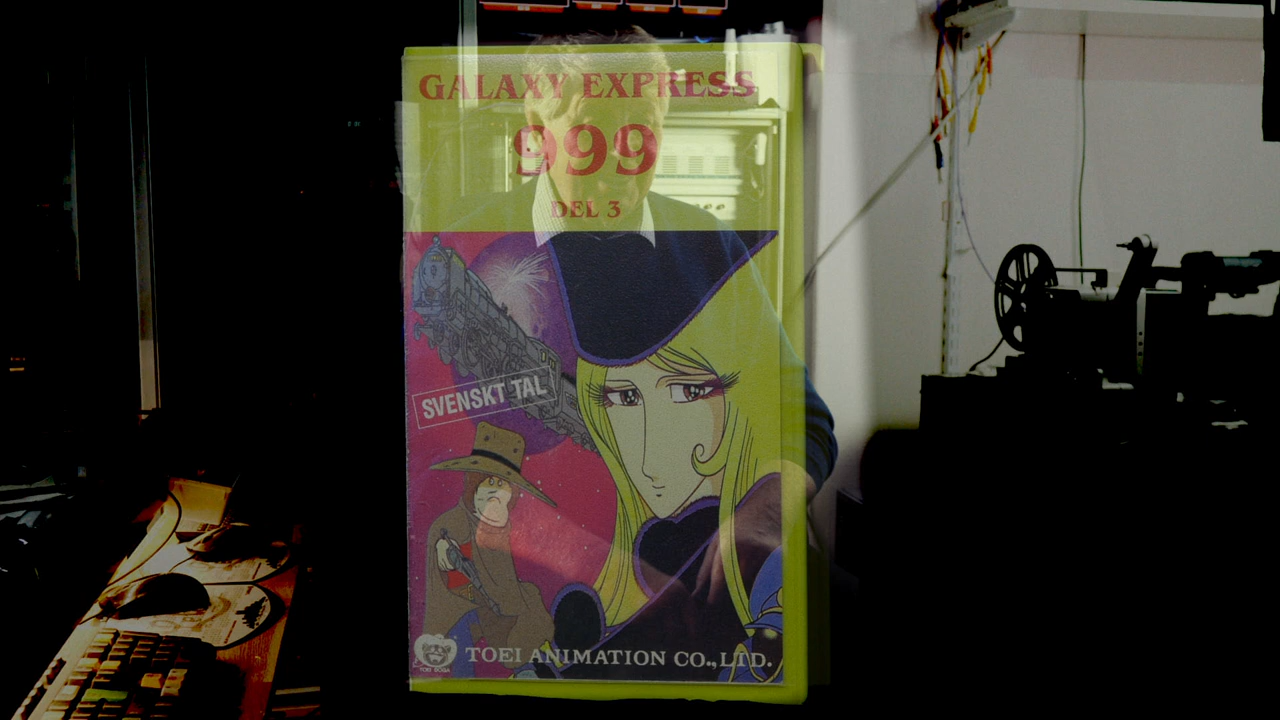 GALAXY EXPRESS
999
DEL 3
SVENSKT TAL
TOEI ANIMATION CO.,LTD.